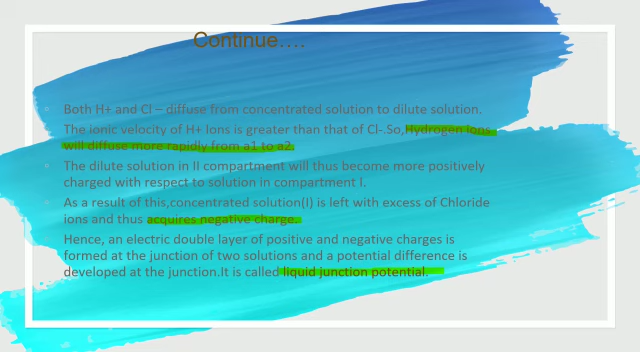 Continue....
Both H+ and Cl – diffuse from concentrated solution to dilute solution.
The ionic velocity of H+ Ions is greater than that of Cl-.So,Hydrogen Ions
will diffuse more rapidly from a1 to a2.
The dilute solution in II compartment will thus become more positively
charged with respect to solution in compartment I.
As a result of this,concentrated solution(I) is left with excess of Chloride
ions and thus acquires negative charge.
Hence, an electric double layer of positive and negative charges is
formed at the junction of two solutions and a potential difference is
developed at the junction.It is called liquid junction potential.